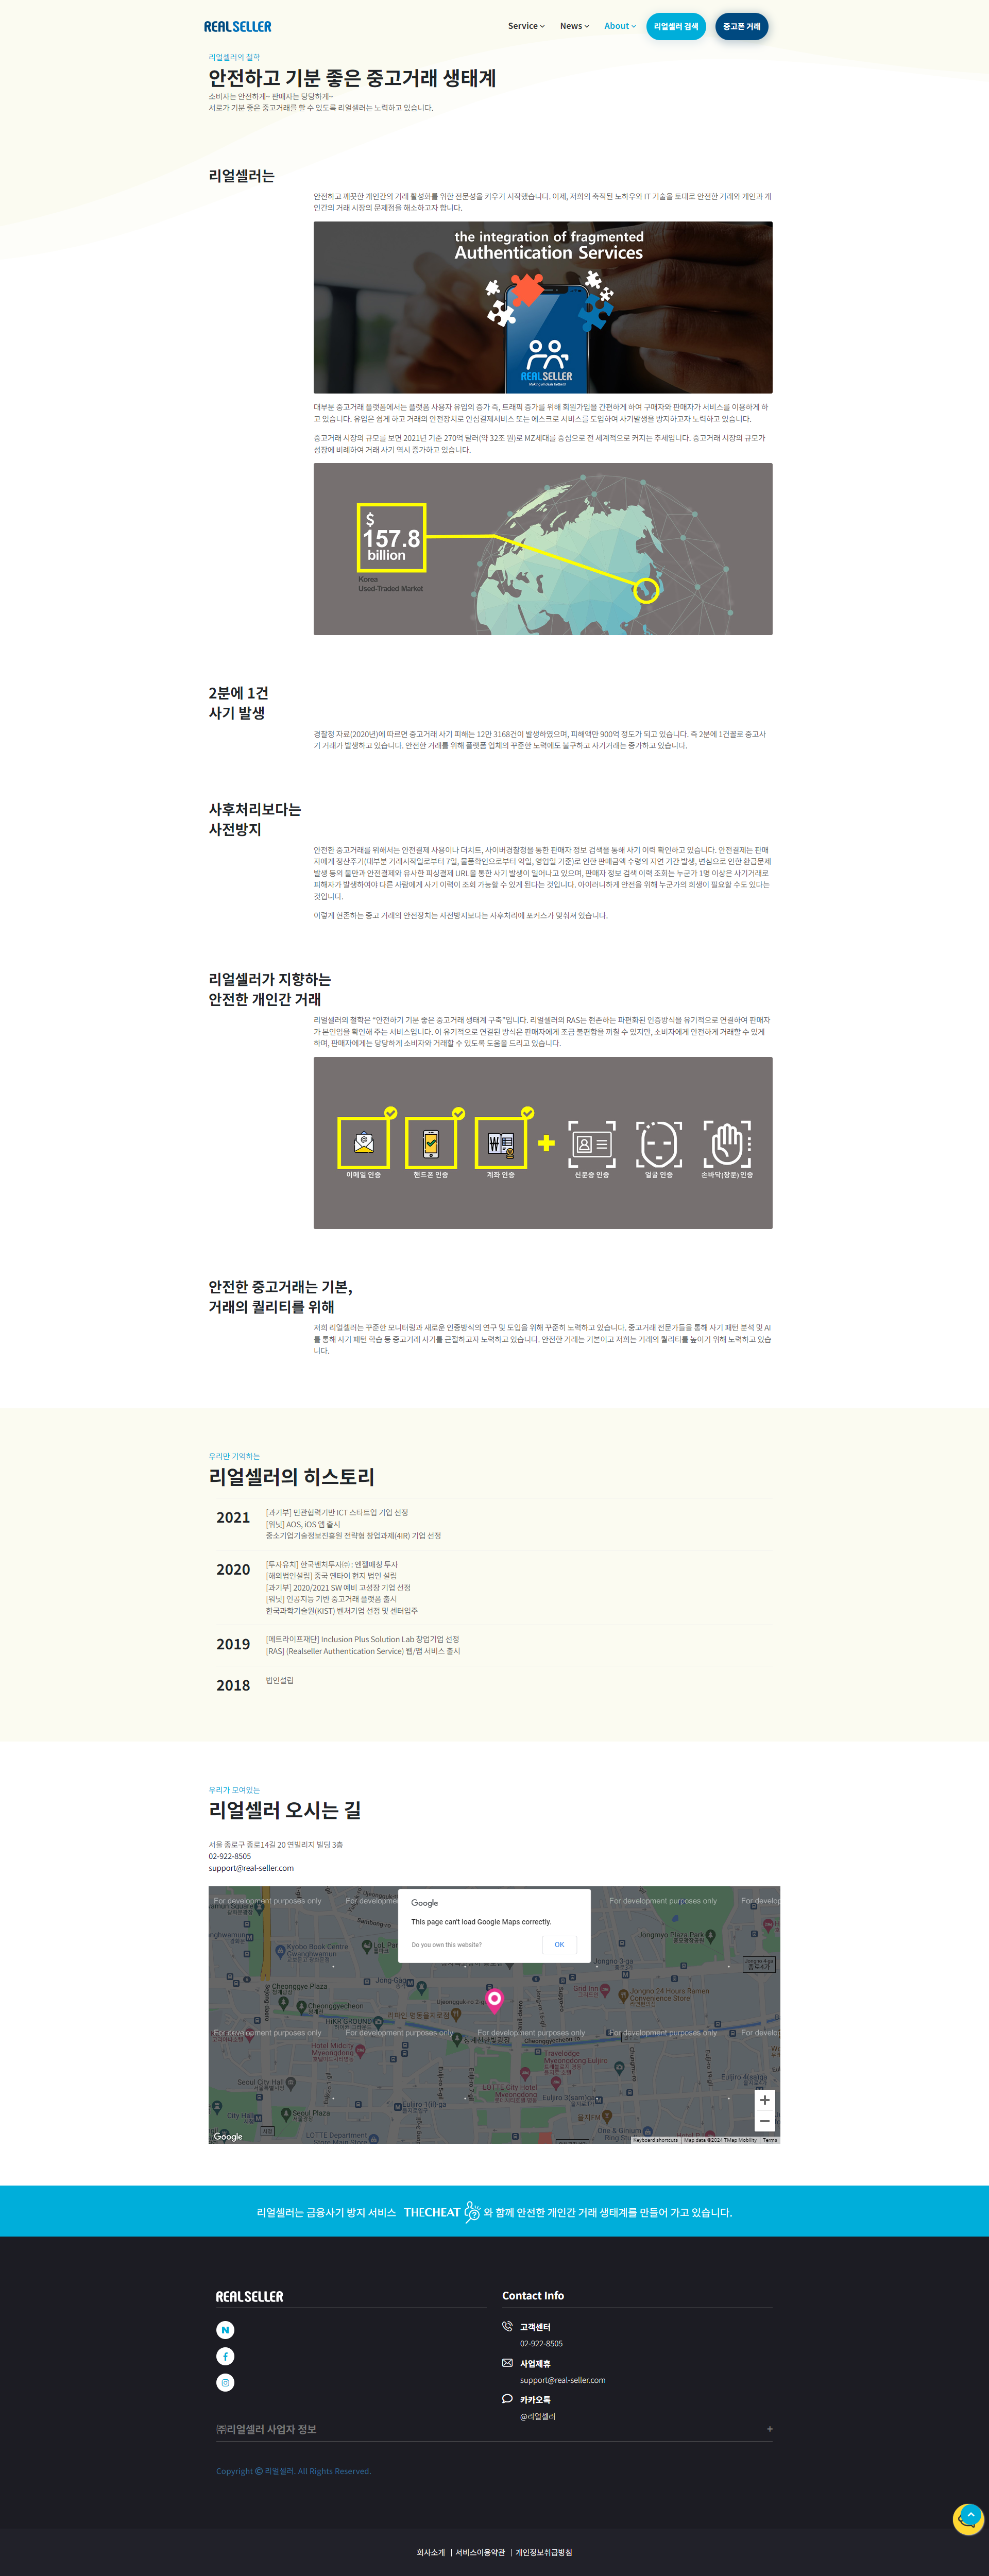 REALSELLER
Service
News
About
리얼셀러 검색
중고폰 거래
리얼셀러의 철학
안전하고 기분 좋은 중고거래 생태계
소비자는 안전하게~ 판매자는 당당하게~
서로가 기분 좋은 중고거래를 할 수 있도록 리얼셀러는 노력하고 있습니다.
리얼셀러는
안전하고 깨끗한 개인간의 거래 활성화를 위한 전문성을 키우기 시작했습니다. 이제, 저희의 축적된 노하우와 IT 기술을 토대로 안전한 거래와 개인과 개
인간의 거래 시장의 문제점을 해소하고자 합니다.
the integration of fragmented
Authentication Services
REALSELLER
Making all deals better!!
대부분 중고거래 플랫폼에서는 플랫폼 사용자 유입의 증가 즉, 트래픽 증가를 위해 회원가입을 간편하게 하여 구매자와 판매자가 서비스를 이용하게 하
고 있습니다. 유입은 쉽게 하고 거래의 안전장치로 안심결제서비스 또는 에스크로 서비스를 도입하여 사기발생을 방지하고자 노력하고 있습니다.
중고거래 시장의 규모를 보면 2021년 기준 270억 달러(약 32조 원)로 MZ세대를 중심으로 전 세계적으로 커지는 추세입니다. 중고거래 시장의 규모가
성장에 비례하여 거래 사기 역시 증가하고 있습니다.
$
157.8
billion
Korea
Used-Traded Market
2분에 1건
사기 발생
경찰청 자료(2020년)에 따르면 중고거래 사기 피해는 12만 3168건이 발생하였으며, 피해액만 900억 정도가 되고 있습니다. 즉 2분에 1건꼴로 중고사
기 거래가 발생하고 있습니다. 안전한 거래를 위해 플랫폼 업체의 꾸준한 노력에도 불구하고 사기거래는 증가하고 있습니다.
사후처리보다는
사전방지
안전한 중고거래를 위해서는 안전결제 사용이나 더치트, 사이버경찰청을 통한 판매자 정보 검색을 통해 사기 이력 확인하고 있습니다. 안전결제는 판매
자에게 정산주기(대부분 거래시작일로부터 7일, 물품확인으로부터 익일, 영업일 기준)로 인한 판매금액 수령의 지연 기간 발생, 변심으로 인한 환급문제
발생 등의 불만과 안전결제와 유사한 피싱결제 URL을 통한 사기 발생이 일어나고 있으며, 판매자 정보 검색 이력 조회는 누군가 1명 이상은 사기거래로
피해자가 발생하여야 다른 사람에게 사기 이력이 조회 가능할 수 있게 된다는 것입니다. 아이러니하게 안전을 위해 누군가의 희생이 필요할 수도 있다는
것입니다.
이렇게 현존하는 중고 거래의 안전장치는 사전방지보다는 사후처리에 포커스가 맞춰져 있습니다.
리얼셀러가 지향하는
안전한 개인간 거래
리얼셀러의 철학은 “안전하기 기분 좋은 중고거래 생태계 구축”입니다. 리얼셀러의 RAS는 현존하는 파편화된 인증방식을 유기적으로 연결하여 판매자
가 본인임을 확인해 주는 서비스입니다. 이 유기적으로 연결된 방식은 판매자에게 조금 불편함을 끼칠 수 있지만, 소비자에게 안전하게 거래할 수 있게
하며, 판매자에게는 당당하게 소비자와 거래할 수 있도록 도움을 드리고 있습니다.
이메일 인증
핸드폰 인증
계좌 인증
신분증 인증
얼굴 인증
손바닥(장문) 인증
안전한 중고거래는 기본,
거래의 퀄리티를 위해
저희 리얼셀러는 꾸준한 모니터링과 새로운 인증방식의 연구 및 도입을 위해 꾸준히 노력하고 있습니다. 중고거래 전문가들을 통해 사기 패턴 분석 및 AI
를 통해 사기 패턴 학습 등 중고거래 사기를 근절하고자 노력하고 있습니다. 안전한 거래는 기본이고 저희는 거래의 퀄리티를 높이기 위해 노력하고 있습
니다.
우리만 기억하는
리얼셀러의 히스토리
2021
[과기부] 민관협력기반 ICT 스타트업 기업 선정
[워닛] AOS, iOS 앱 출시
중소기업기술정보진흥원 전략형 창업과제(4IR) 기업 선정
2020
[투자유치] 한국벤처투자㈜ : 엔젤매칭 투자
[해외법인설립] 중국 옌타이 현지 법인 설립
[과기부] 2020/2021 SW 예비 고성장 기업 선정
[워닛] 인공지능 기반 중고거래 플랫폼 출시
한국과학기술원(KIST) 벤처기업 선정 및 센터입주
2019
[메트라이프재단] Inclusion Plus Solution Lab 창업기업 선정
[RAS] (Realseller Authentication Service) 웹/앱 서비스 출시
2018
법인설립
우리가 모여있는
리얼셀러 오시는 길
서울 종로구 종로14길 20 연빌리지 빌딩 3층
02-922-8505
support@real-seller.com
For development purposes only
Google
This page can't load Google Maps correctly.
Do you own this website?
OK
Kyobo Book Centre
Gwanghwamun
Jongmyo Plaza Park
Cheonggye Plaza
Cheonggyecheon
HiKR GROUND
Grid Inn
Jongno 24 Hours Ramen
Convenience Store
Hotel Midcity
Myeongdong
Travelodge
Myeongdong Euljiro
LOTTE City Hotel
Myeongdong
Seoul City Hall
Seoul Plaza
City Hall
LOTTE Department
Google
Keyboard shortcuts
Map data ©2024 TMap Mobility
Terms
리얼셀러는 금융사기 방지 서비스 THECHEAT 와 함께 안전한 개인간 거래 생태계를 만들어 가고 있습니다.
REALSELLER
Contact Info
고객센터
02-922-8505
사업제휴
support@real-seller.com
카카오톡
@리얼셀러
㈜리얼셀러 사업자 정보
+
Copyright © 리얼셀러. All Rights Reserved.
회사소개 | 서비스이용약관 | 개인정보취급방침